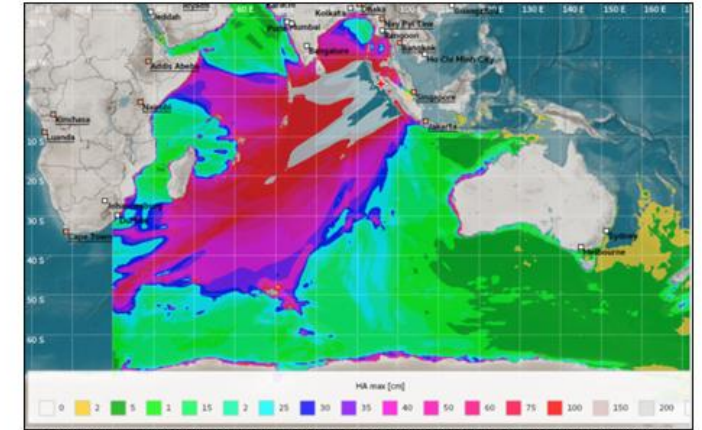 60 E
130 E 140 E 150 E 160 E
Jeddah
Kolkata
Mumbai
Nay Pyi Taw
Rangoon
Bangalore
Bangkok
Ho Chi Minh City
Addis Ababa
Nairobi
Singapore
Kinshasa
Luanda
Jakarta
10 S
20 S
30 S
Cape Town
Sydney
Melbourne
40 S
50 S
60 S
HA max [cm]
0 2 5 1 15 2 25 30 35 40 50 60 75 100 150 200